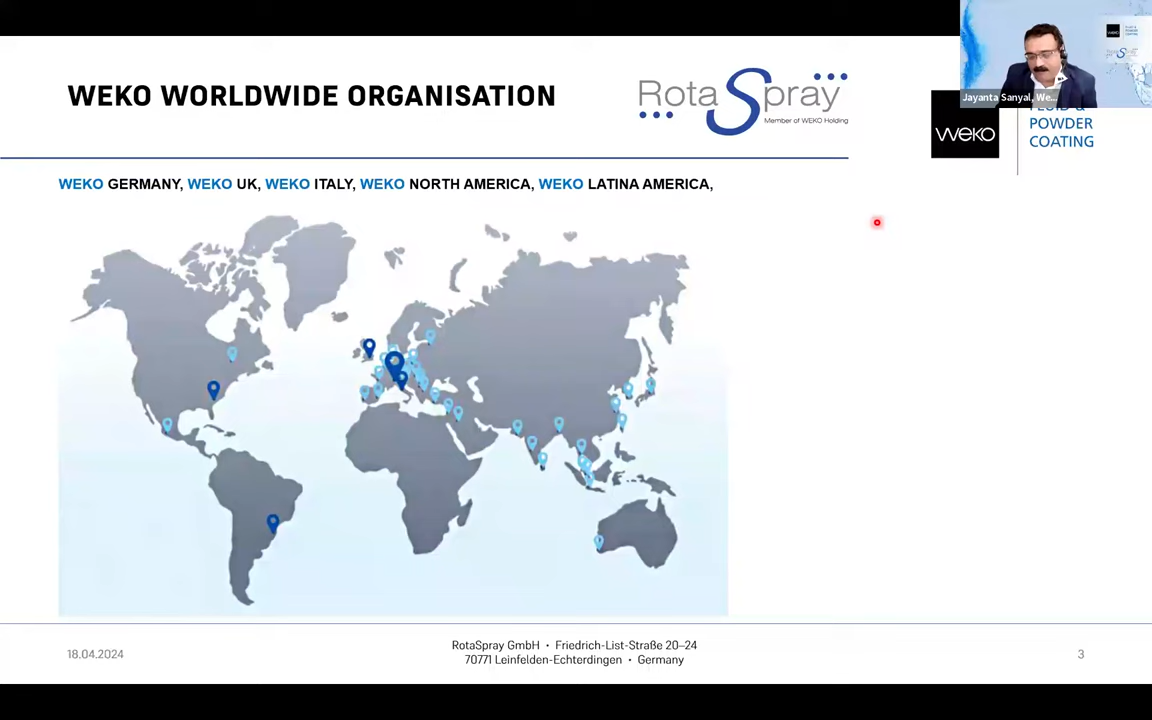 WEKO WORLDWIDE ORGANISATION
RotaSpray
Member of WEKO Holding
Jayanta Sanyal, We...
weko
FLUID &
POWDER
COATING
WEKO GERMANY, WEKO UK, WEKO ITALY, WEKO NORTH AMERICA, WEKO LATINA AMERICA,
18.04.2024
RotaSpray GmbH • Friedrich-List-Straße 20–24
70771 Leinfelden-Echterdingen • Germany
3